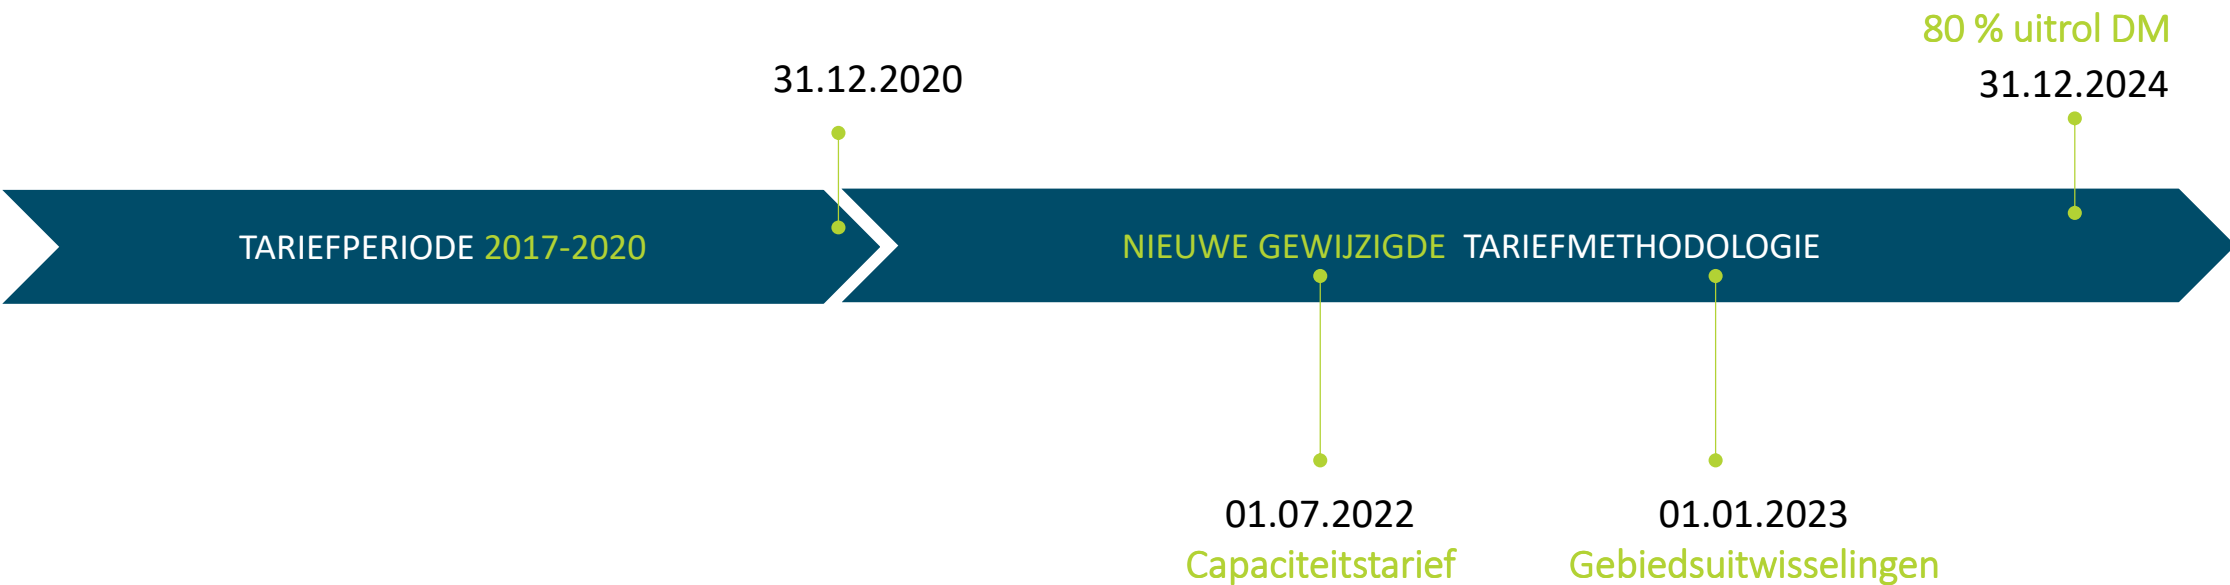 80 % uitrol DM
31.12.2020
31.12.2024
TARIEFPERIODE 2017-2020
NIEUWE GEWIJZIGDE TARIEFMETHODOLOGIE
01.07.2022
Capaciteitstarief
01.01.2023
Gebiedsuitwisselingen